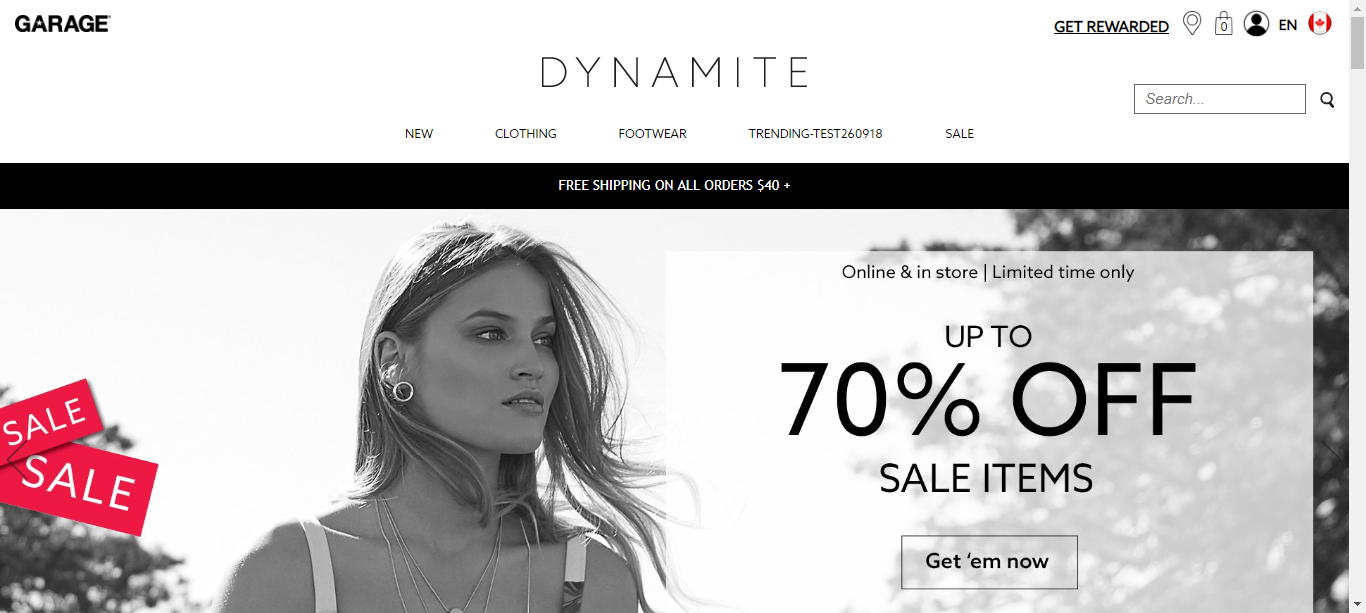 GARAGE
GET REWARDED
0
EN
DYNAMITE
Search...
NEW CLOTHING FOOTWEAR TRENDING-TEST260918 SALE
FREE SHIPPING ON ALL ORDERS $40 +
Online & in store | Limited time only
UP TO
70% OFF
SALE ITEMS
Get ‘em now
SALE
SALE